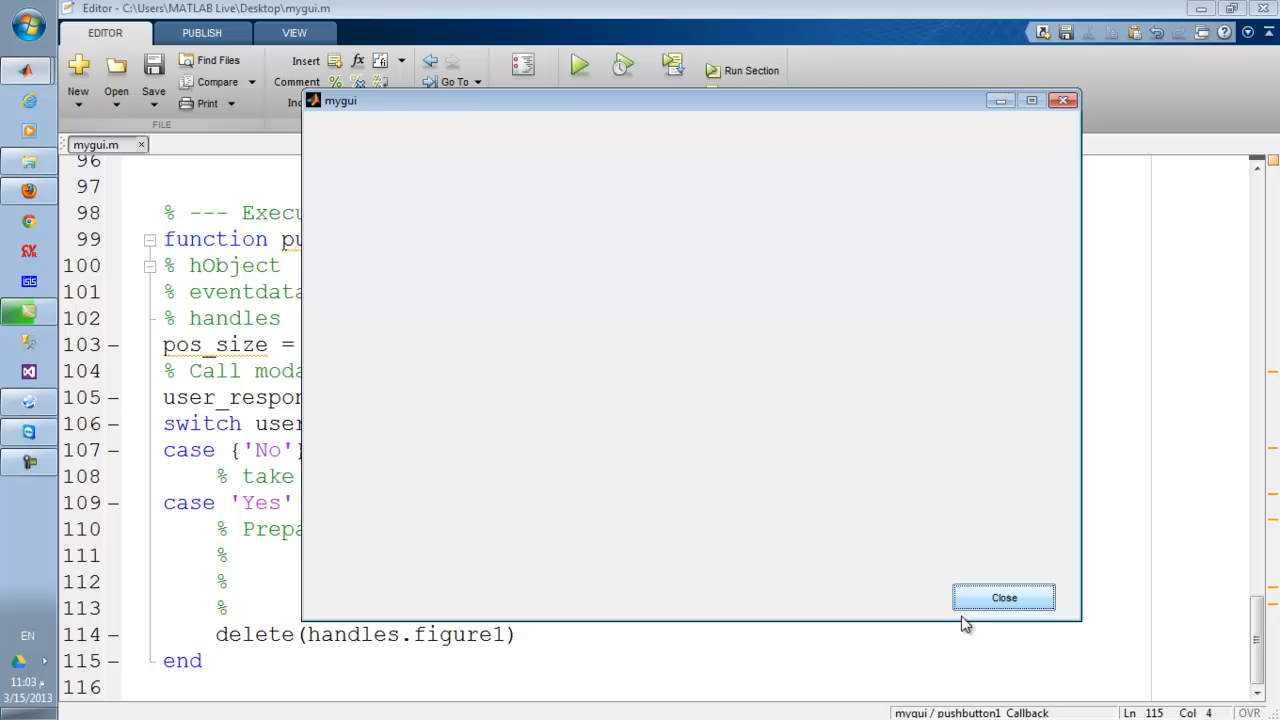 Editor - C:\Users\MATLAB Live\Desktop\mygui.m
EDITOR PUBLISH VIEW
New Open Save
Find Files
Compare
Print
Insert
Comment
Go To
Run Section
FILE
mygui.m
mygui
96
97
98 % --- Execu
99 function pu
100 % hObject
101 % eventdata
102 % handles
103 pos_size =
104 % Call moda
105 user_respon
106 switch user
107 case {'No'}
108 % take
109 case 'Yes'
110 % Prepa
111 %
112 %
113 %
114 delete(handles.figure1)
115 end
116
Close
EN
11:03 م
3/15/2013
mygui / pushbutton1_Callback Ln 115 Col 4 OVR